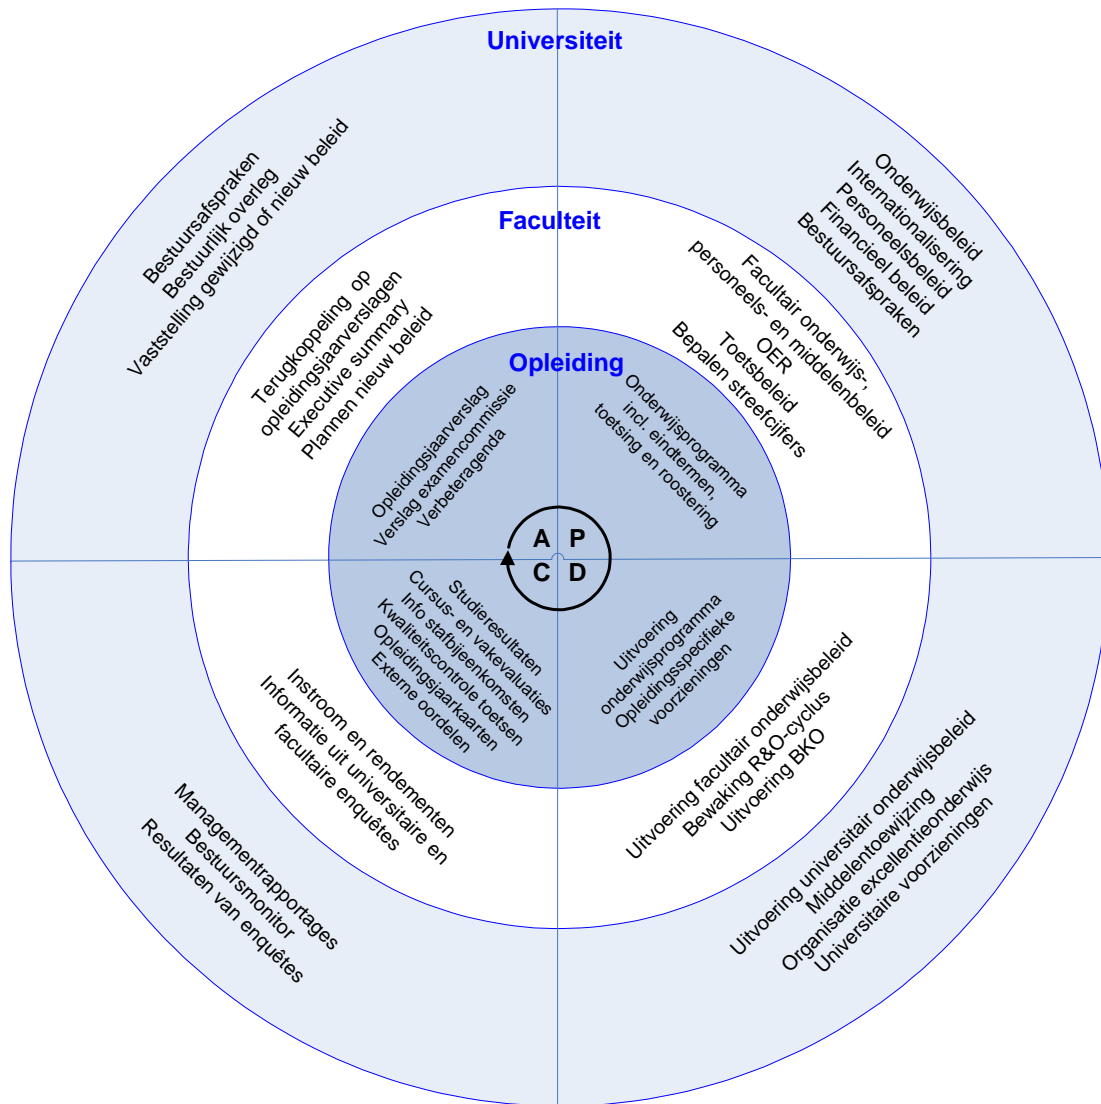 Universiteit
Bestuursafspraken
Bestuurlijk overleg
Vaststelling gewijzigd of nieuw beleid
Onderwijsbeleid
Internationalisering
Personeelsbeleid
Financieel beleid
Bestuursafspraken
Faculteit
Terugkoppeling op
opleidingsjaarverslagen
Executive summary
Plannen nieuw beleid
Facultair onderwijs-,
personeels- en middelenbeleid
OER
Toetsbeleid
Bepalen streefcijfers
Opleiding
Opleidingsjaarverslag
Verslag examencommissie
Verbeteragenda
Onderwijsprogramma
incl. eindtermen,
toetsing en roostering
A P
C D
Studieresultaten
Cursus- en vakevaluaties
Info stafbijeenkomsten
Kwaliteitscontrole toetsen
Opleidingsjaarkaarten
Externe oordelen
Uitvoering
onderwijsprogramma
Opleidingsspecifieke
voorzieningen
Instroom en rendementen
Informatie uit universitaire en
facultaire enquêtes
Uitvoering facultair onderwijsbeleid
Bewaking R&O-cyclus
Uitvoering BKO
Managementrapportages
Bestuursmonitor
Resultaten van enquêtes
Uitvoering universitair onderwijsbeleid
Middelentoewijzing
Organisatie excellentieonderwijs
Universitaire voorzieningen